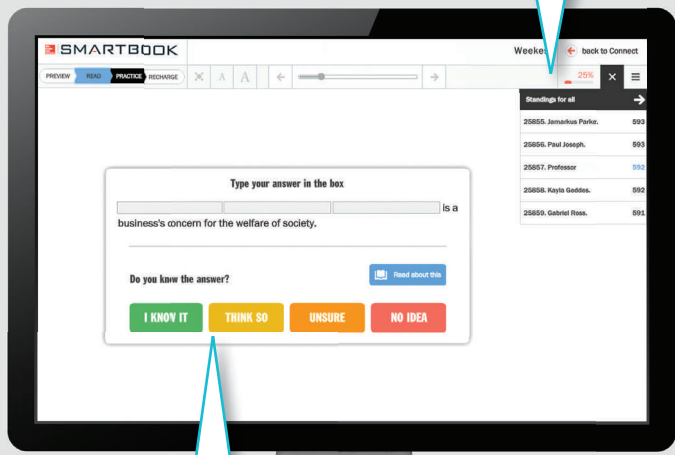 SMARTBOOK
Weekes back to Connect
PREVIEW READ PRACTICE RECHARGE A A 25%
Standings for all
25855. Jamarkus Parke. 593
25856. Paul Joseph. 593
25857. Professor 592
25858. Kayla Geddes. 592
25859. Gabriel Ross. 591
Type your answer in the box
is a
business's concern for the welfare of society.
Do you know the answer?
Read about this
I KNOW IT THINK SO UNSURE NO IDEA